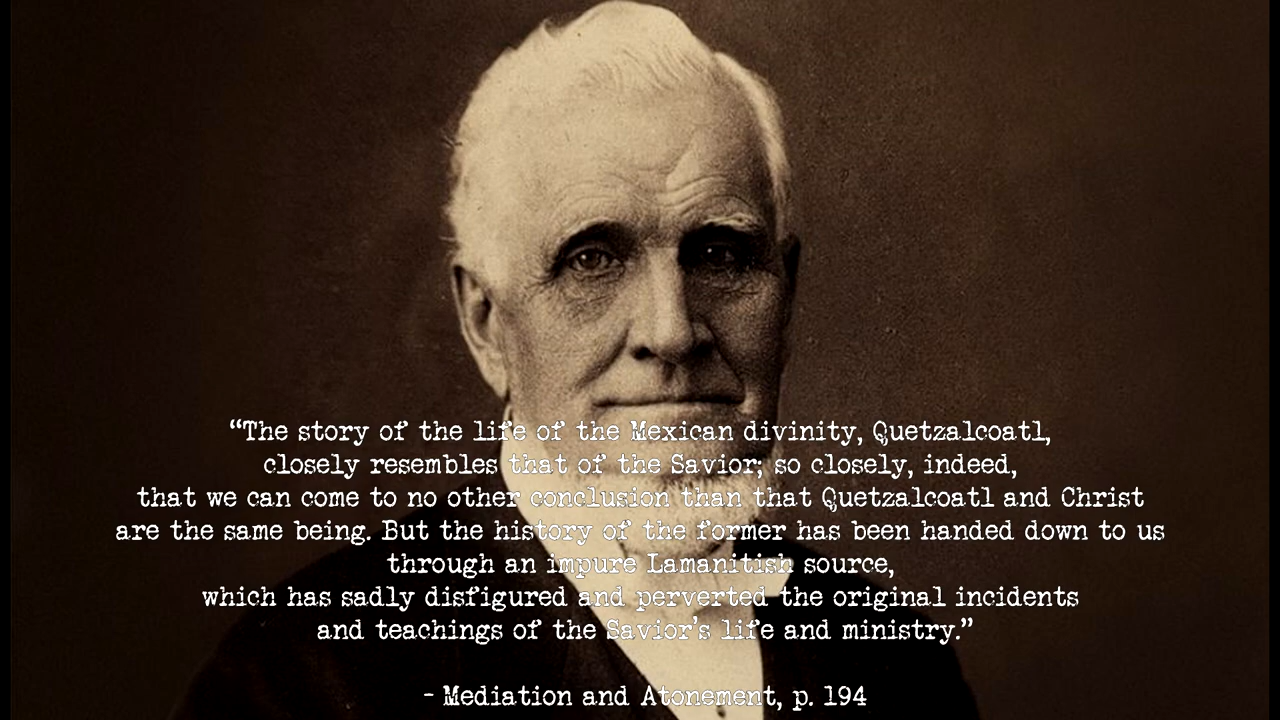 “The story of the life of the Mexican divinity, Quetzalcoatl,
closely resembles that of the Savior; so closely, indeed,
that we can come to no other conclusion than that Quetzalcoatl and Christ
are the same being. But the history of the former has been handed down to us
through an impure Lamanitish source,
which has sadly disfigured and perverted the original incidents
and teachings of the Savior’s life and ministry.”
- Mediation and Atonement, p. 194